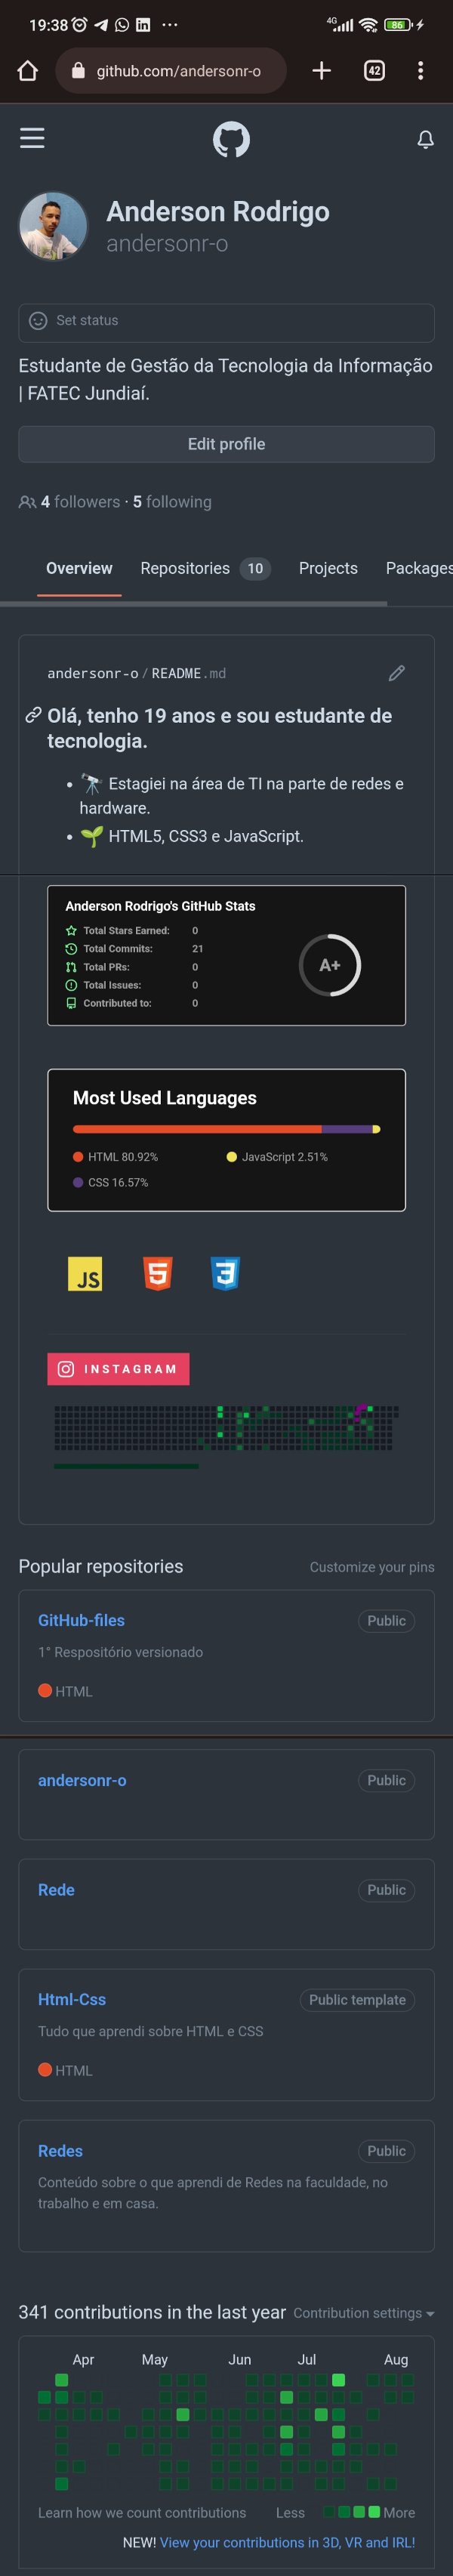 19:38
4G
86
github.com/andersonr-o
42
Anderson Rodrigo
andersonr-o
Set status
Estudante de Gestão da Tecnologia da Informação
| FATEC Jundiaí.
Edit profile
4 followers · 5 following
Overview Repositories 10 Projects Packages
andersonr-o / README.md
Olá, tenho 19 anos e sou estudante de
tecnologia.
• Estagiei na área de TI na parte de redes e
hardware.
• HTML5, CSS3 e JavaScript.
Anderson Rodrigo's GitHub Stats
Total Stars Earned: 0
Total Commits: 21
Total PRs: 0
Total Issues: 0
Contributed to: 0
A+
Most Used Languages
HTML 80.92% JavaScript 2.51%
CSS 16.57%
JS 5 3
INSTAGRAM
Popular repositories Customize your pins
GitHub-files Public
1° Respositório versionado
HTML
andersonr-o Public
Rede Public
Html-Css Public template
Tudo que aprendi sobre HTML e CSS
HTML
Redes Public
Conteúdo sobre o que aprendi de Redes na faculdade, no
trabalho e em casa.
341 contributions in the last year Contribution settings
Apr May Jun Jul Aug
Learn how we count contributions Less More
NEW! View your contributions in 3D, VR and IRL!